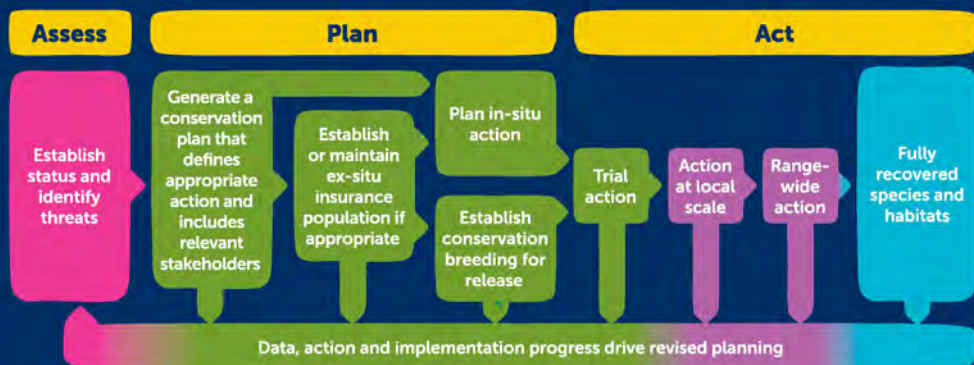 Assess
Plan
Act
Establish
status and
identify
threats
Generate a
conservation
plan that
defines
appropriate
action and
includes
relevant
stakeholders
Establish
or maintain
ex-situ
insurance
population if
appropriate
Plan in-situ
action
Establish
conservation
breeding for
release
Trial
action
Action
at local
scale
Range-
wide
action
Fully
recovered
species and
habitats
Data, action and implementation progress drive revised planning